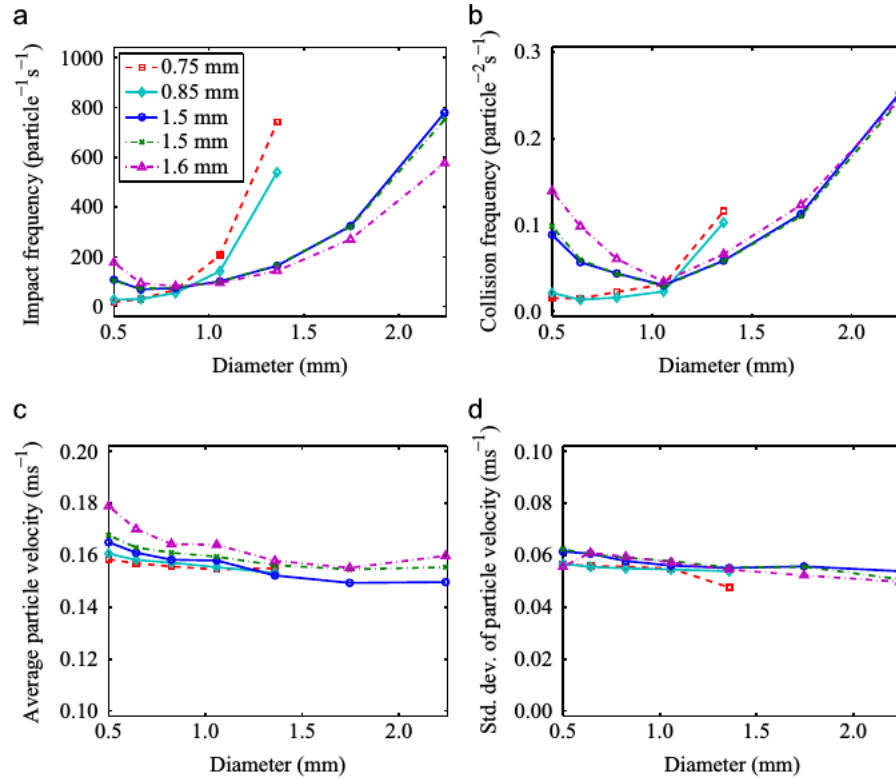 a
Impact frequency (particle⁻¹s⁻¹)
1000
800
600
400
200
0
0.5
1.0
1.5
2.0
Diameter (mm)
0.75 mm
0.85 mm
1.5 mm
1.5 mm
1.6 mm
b
Collision frequency (particle⁻²s⁻¹)
0.3
0.2
0.1
0.0
0.5
1.0
1.5
2.0
Diameter (mm)
c
Average particle velocity (ms⁻¹)
0.20
0.18
0.16
0.14
0.12
0.10
0.5
1.0
1.5
2.0
Diameter (mm)
d
Std. dev. of particle velocity (ms⁻¹)
0.10
0.08
0.06
0.04
0.02
0.00
0.5
1.0
1.5
2.0
Diameter (mm)